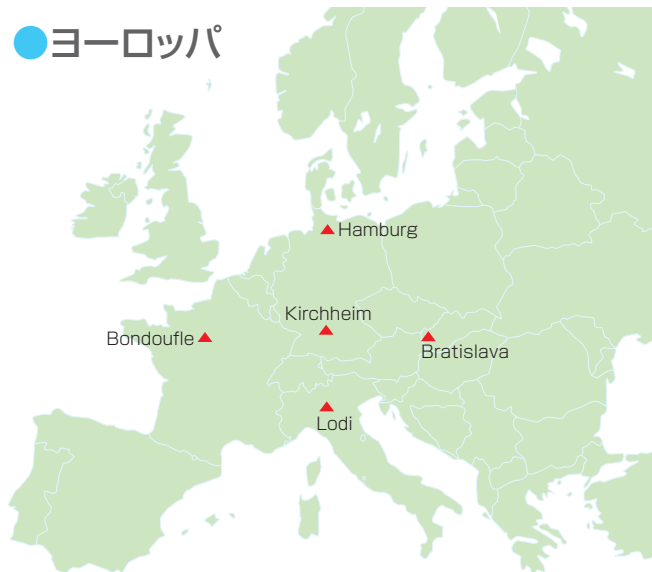 ●ヨーロッパ
Hamburg
Kirchheim
Bondoufle
Bratislava
Lodi